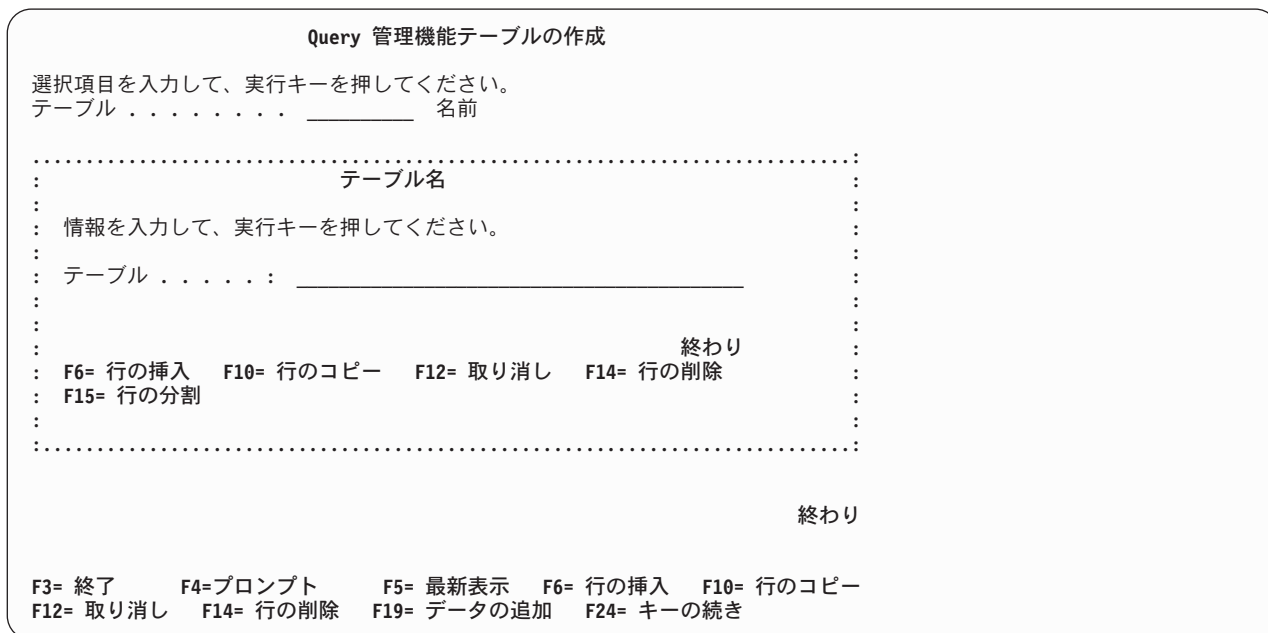 Query 管理機能テーブルの作成
選択項目を入力して、実行キーを押してください。
テーブル . . . . . . . . __________ 名前
.............................................................................:
: テーブル名 :
: :
: 情報を入力して、実行キーを押してください。 :
: :
: テーブル . . . . . : __________________________________________ :
: :
: :
: 終わり :
: F6= 行の挿入 F10= 行のコピー F12= 取り消し F14= 行の削除 :
: F15= 行の分割 :
: :
:.............................................................................:
終わり
F3= 終了 F4=プロンプト F5= 最新表示 F6= 行の挿入 F10= 行のコピー
F12= 取り消し F14= 行の削除 F19= データの追加 F24= キーの続き